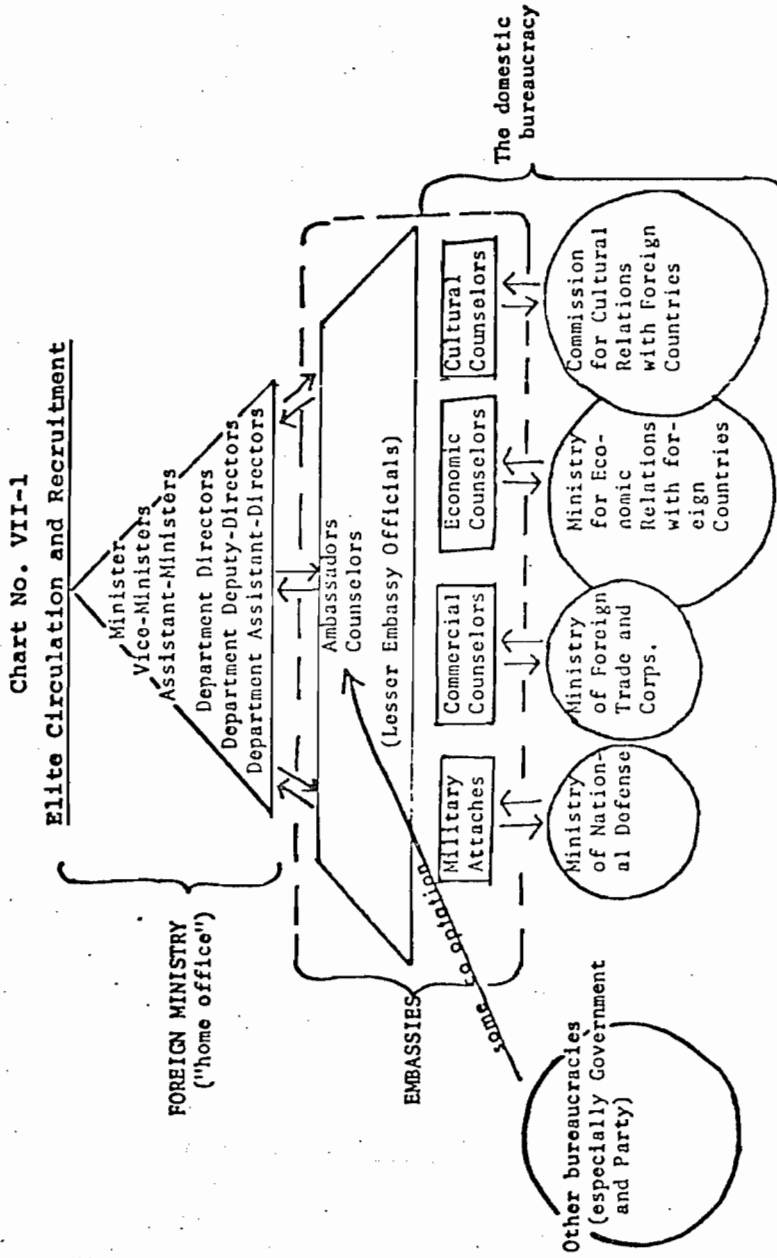 Chart No. VII-1
Elite Circulation and Recruitment
FOREIGN MINISTRY
("home office")
Minister
Vice-Ministers
Assistant-Ministers
Department Directors
Department Deputy-Directors
Department Assistant-Directors
EMBASSIES
Ambassadors
Counselors
(Lesser Embassy Officials)
some co-optation
Military
Attaches
Commercial
Counselors
Economic
Counselors
Cultural
Counselors
The domestic
bureaucracy
Other bureaucracies
(especially Government
and Party)
Ministry
of Nation-
al Defense
Ministry
of Foreign
Trade and
Corps.
Ministry
for Eco-
nomic
Relations
with for-
eign
Countries
Commission
for Cultural
Relations
with Foreign
Countries